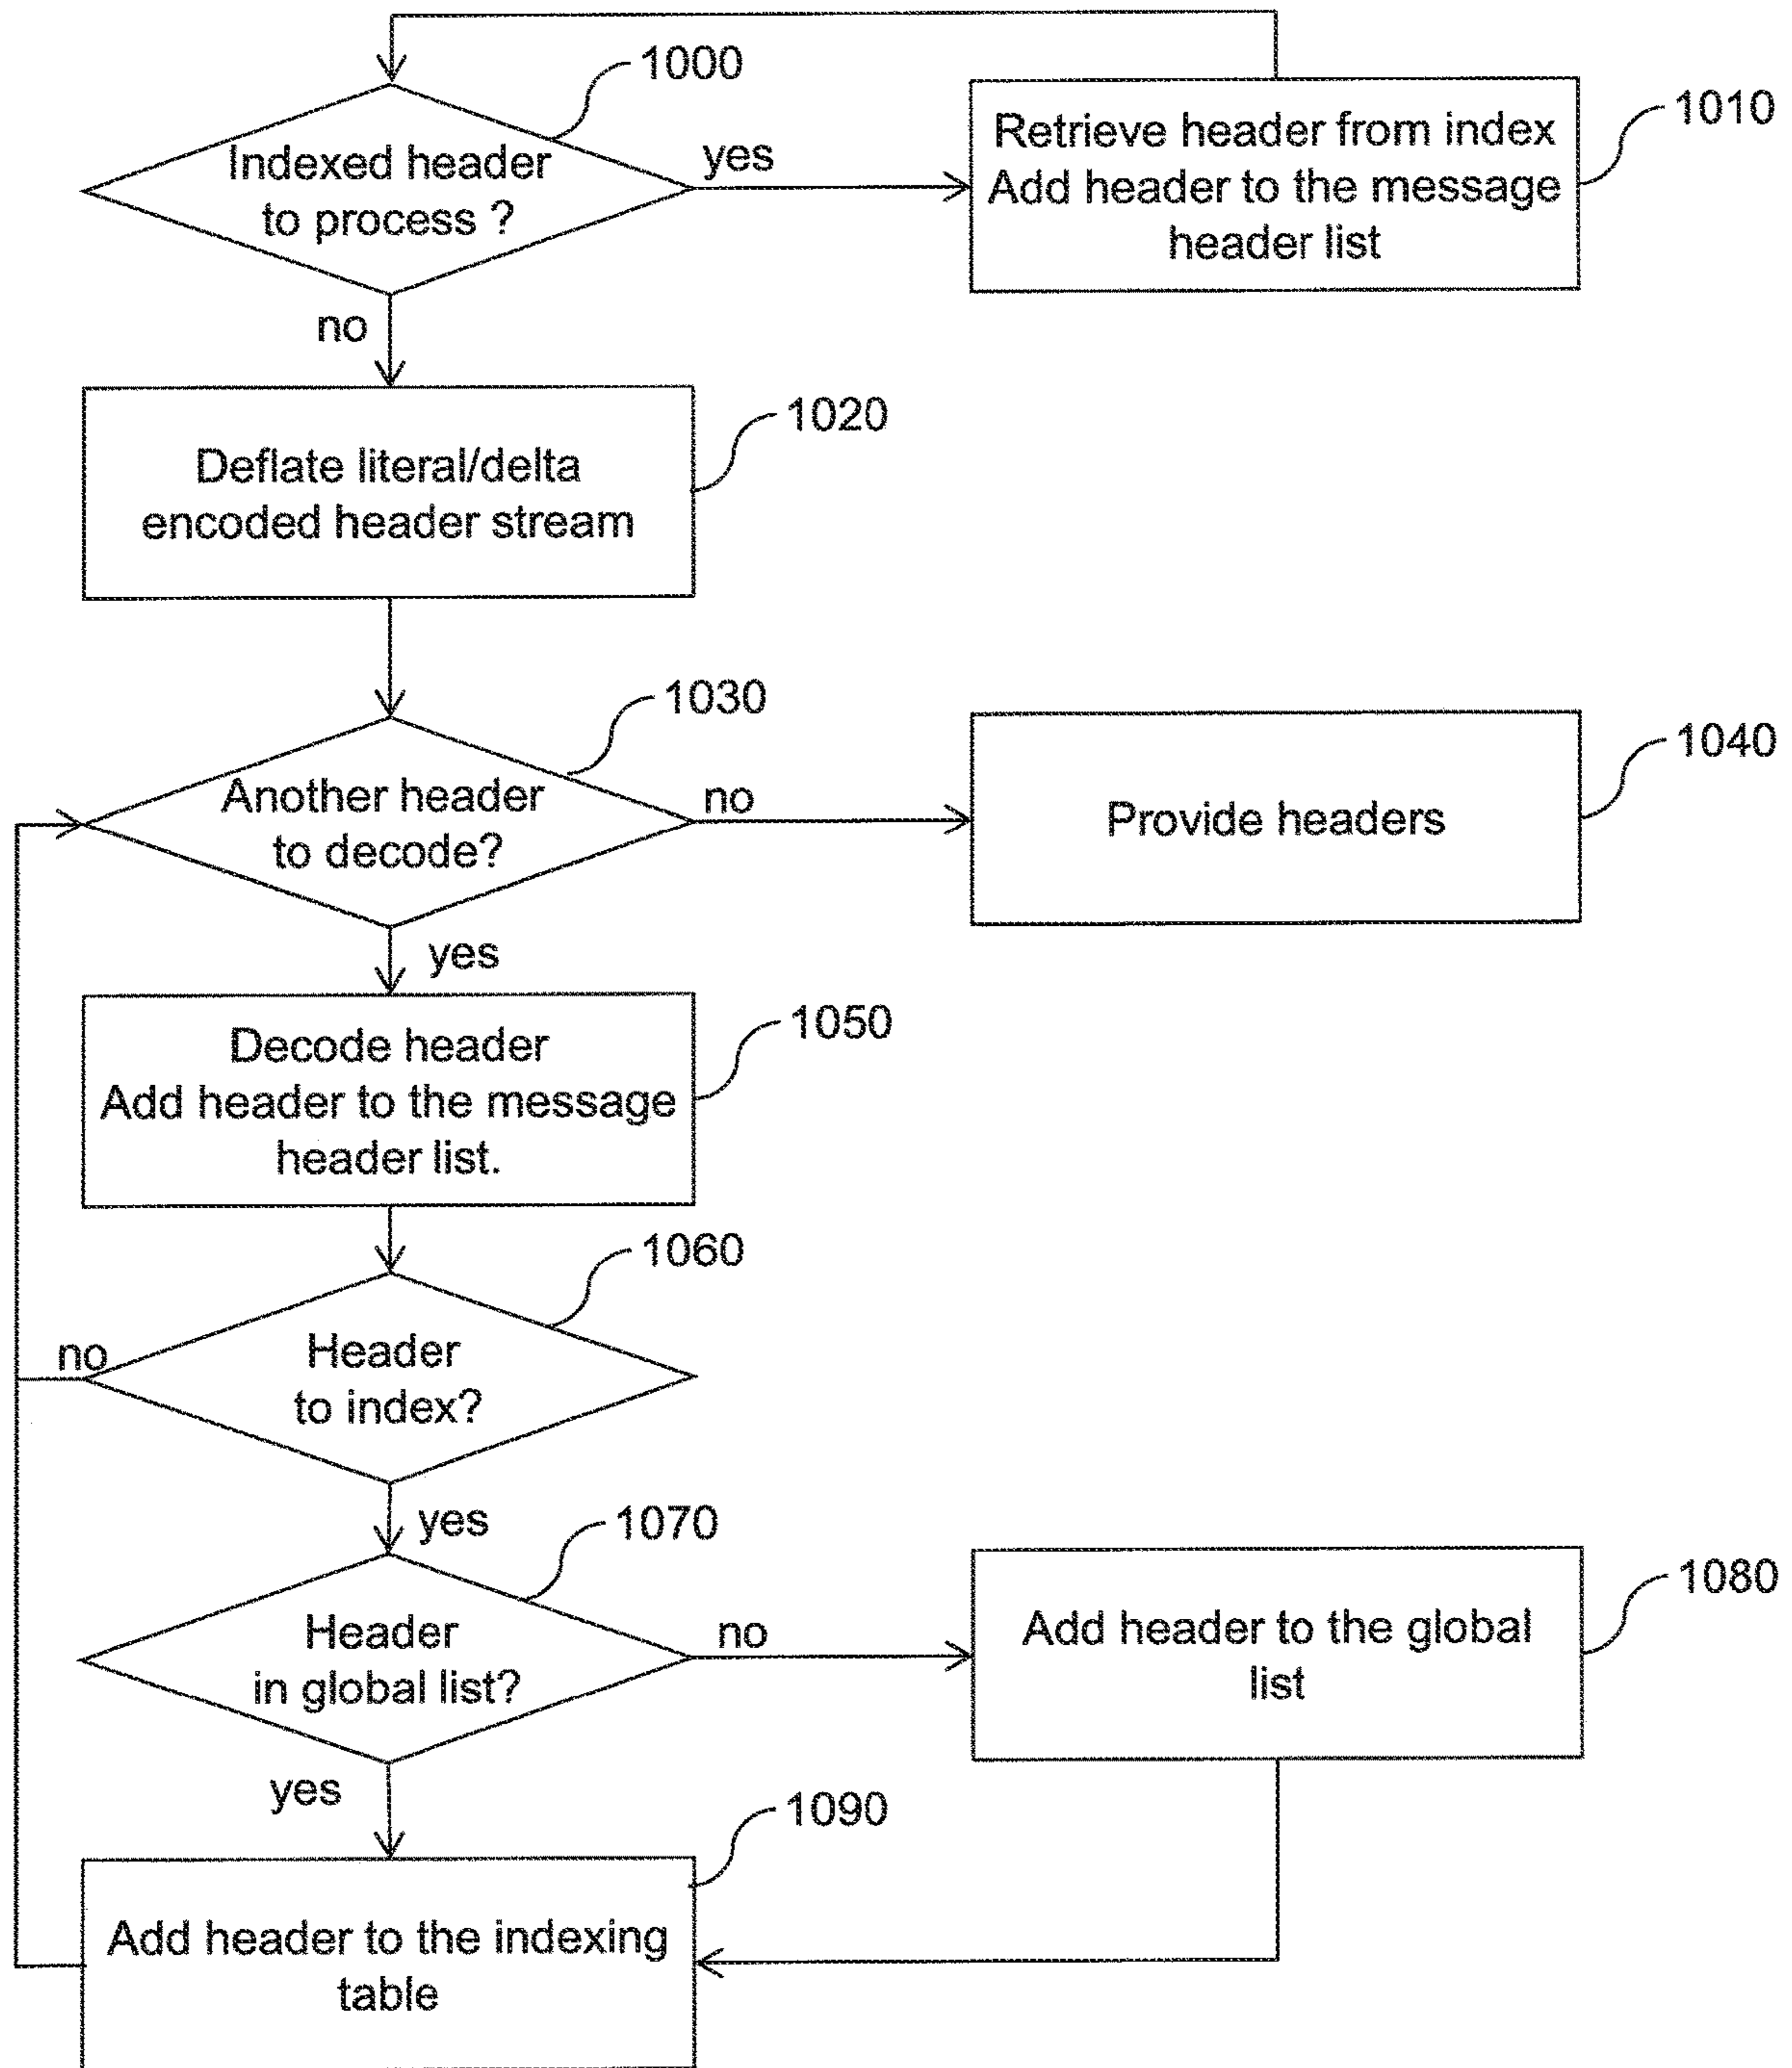 1000
Indexed header
to process ?
yes
Retrieve header from index
Add header to the message
header list
1010
no
Deflate literal/delta
encoded header stream
1020
1030
Another header
to decode?
no
Provide headers
1040
yes
Decode header
Add header to the message
header list.
1050
1060
Header
to index?
no
yes
1070
Header
in global list?
no
Add header to the global
list
1080
yes
1090
Add header to the indexing
table